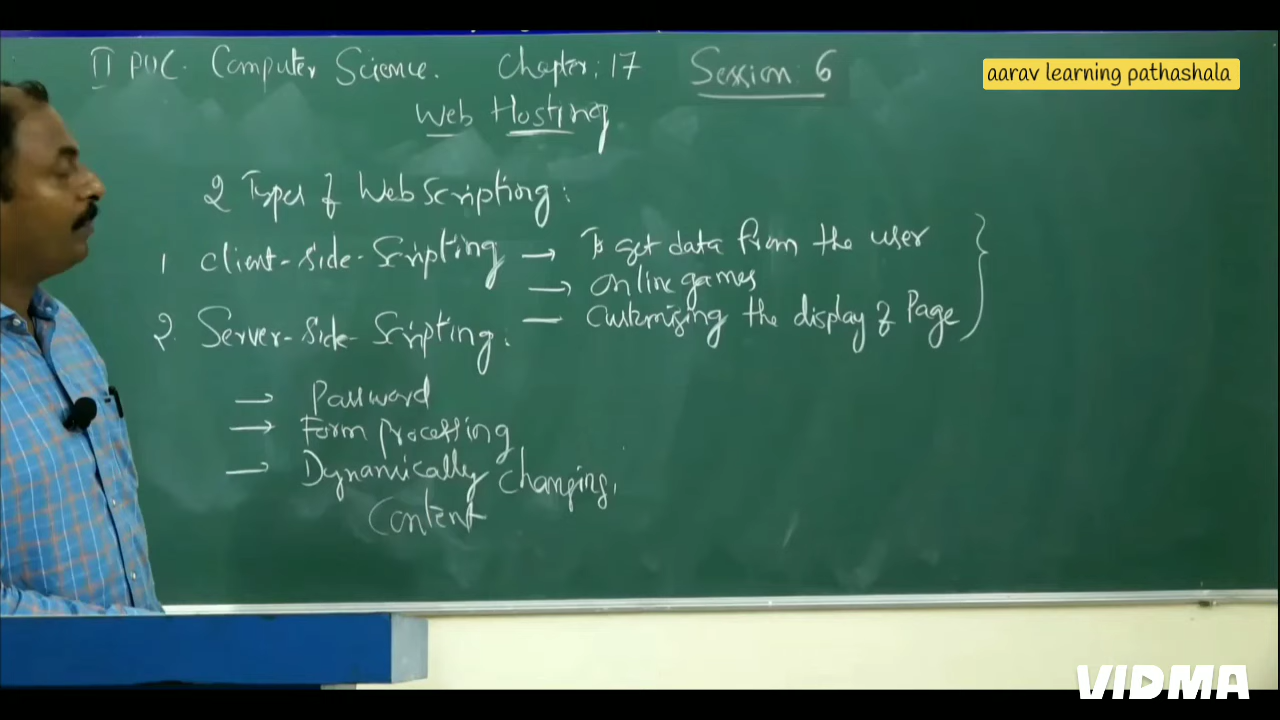 II PUC. Computer Science. Chapter: 17 Session: 6
aarav learning pathashala
Web Hosting
2 Types of Web Scripting:
1 Client-Side-Scripting → To get data from the user
→ online games
— Customising the display of Page
2. Server-Side-Scripting.
→ Password
→ Form processing
→ Dynamically changing
Content
VIDMA